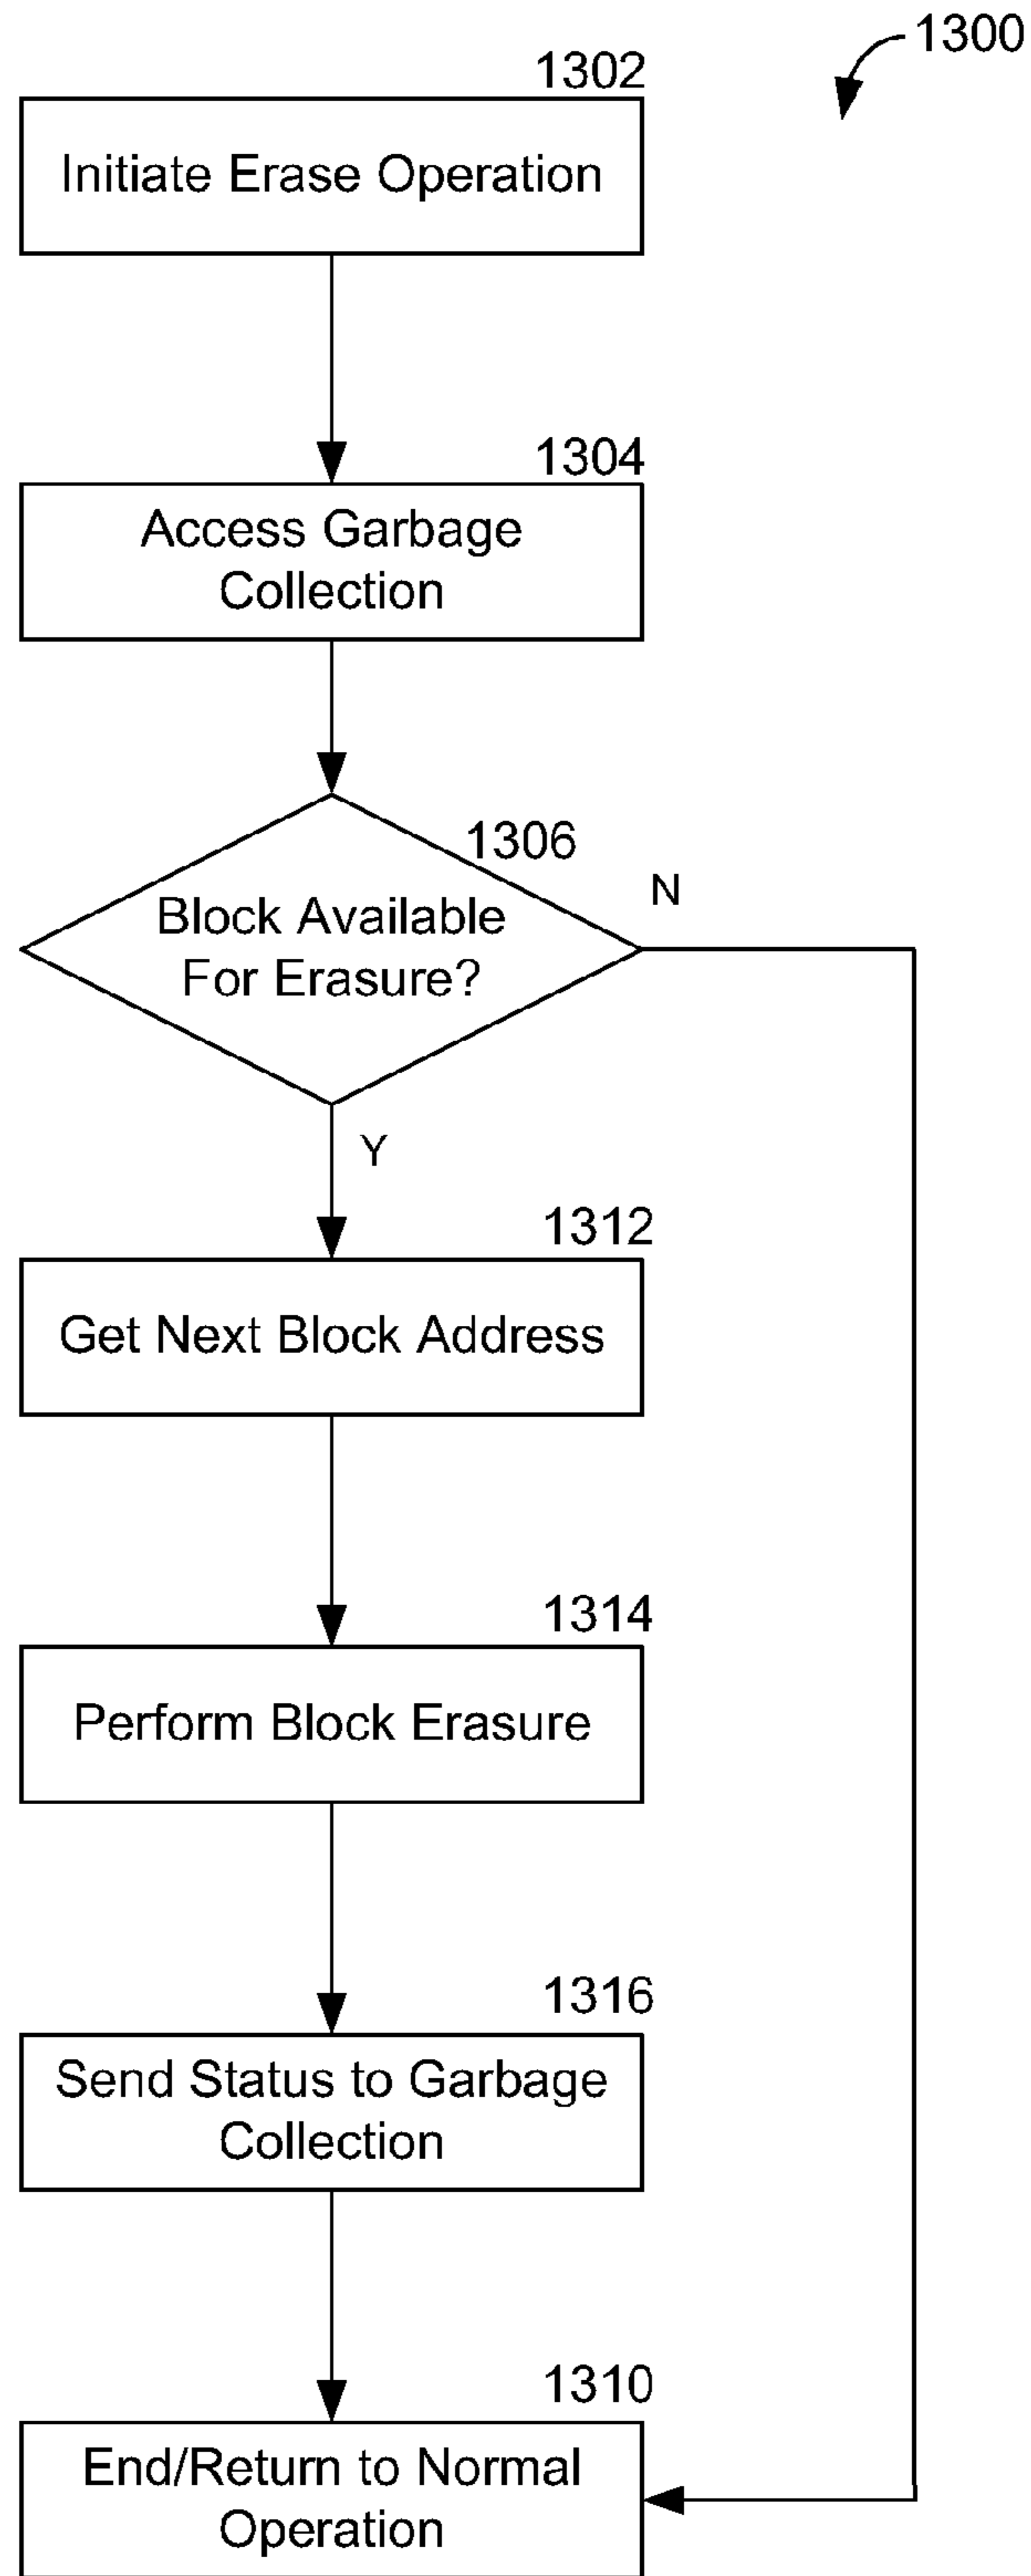 1300
1302
Initiate Erase Operation
1304
Access Garbage
Collection
1306
N
Block Available
For Erasure?
Y
1312
Get Next Block Address
1314
Perform Block Erasure
1316
Send Status to Garbage
Collection
1310
End/Return to Normal
Operation